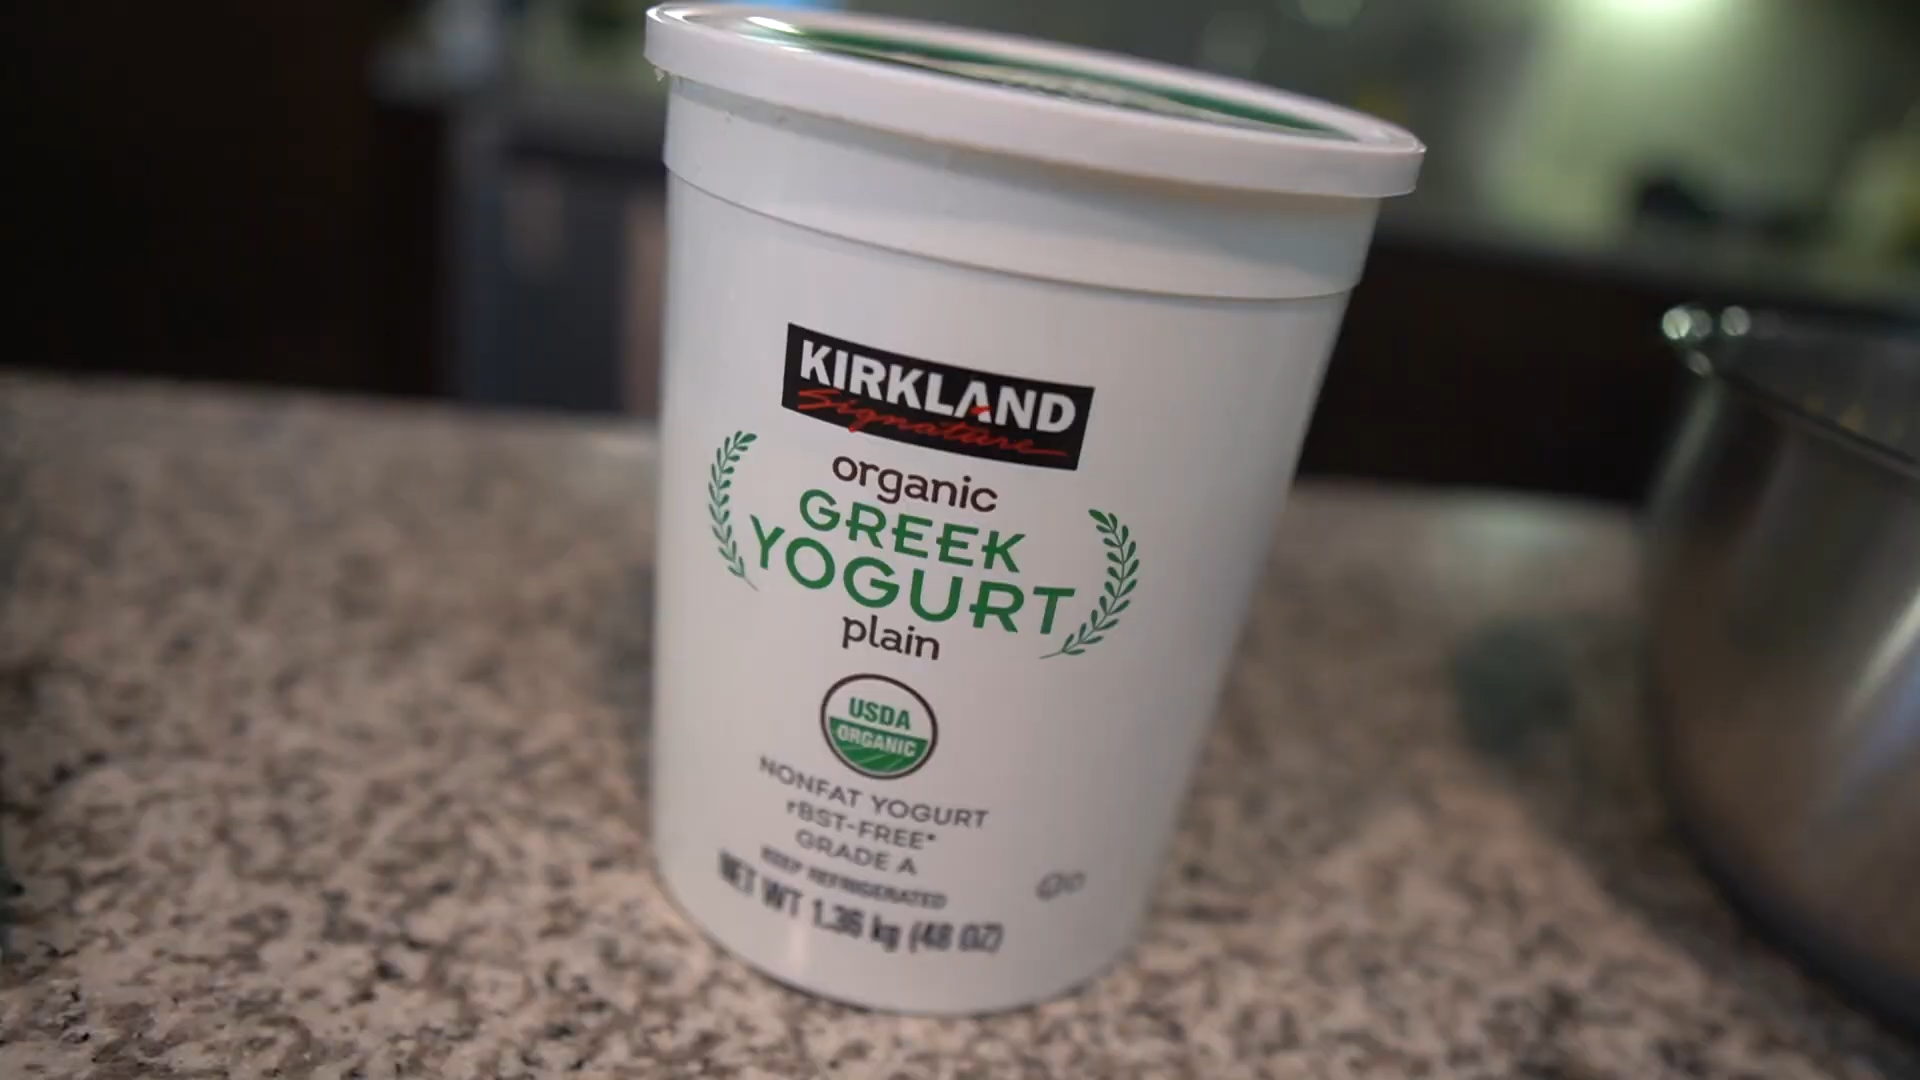 KIRKLAND
Signature
organic
GREEK
YOGURT
plain
USDA
ORGANIC
NONFAT YOGURT
rBST-FREE*
GRADE A
KEEP REFRIGERATED
NET WT 1.36 kg (48 OZ)